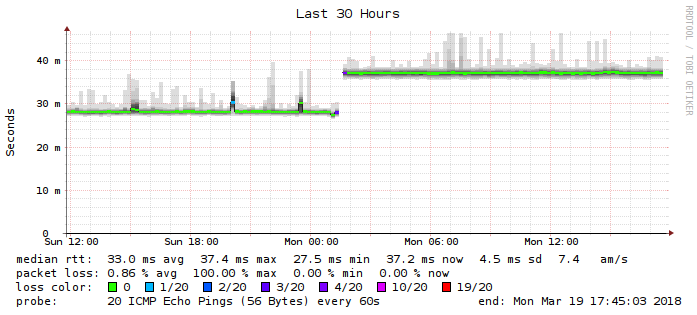 Last 30 Hours
RRDTOOL / TOBI OETIKER
Seconds
40 m
30 m
20 m
10 m
0
Sun 12:00 Sun 18:00 Mon 00:00 Mon 06:00 Mon 12:00
median rtt: 33.0 ms avg 37.4 ms max 27.5 ms min 37.2 ms now 4.5 ms sd 7.4 am/s
packet loss: 0.86 % avg 100.00 % max 0.00 % min 0.00 % now
loss color: 0 1/20 2/20 3/20 4/20 10/20 19/20
probe: 20 ICMP Echo Pings (56 Bytes) every 60s end: Mon Mar 19 17:45:03 2018